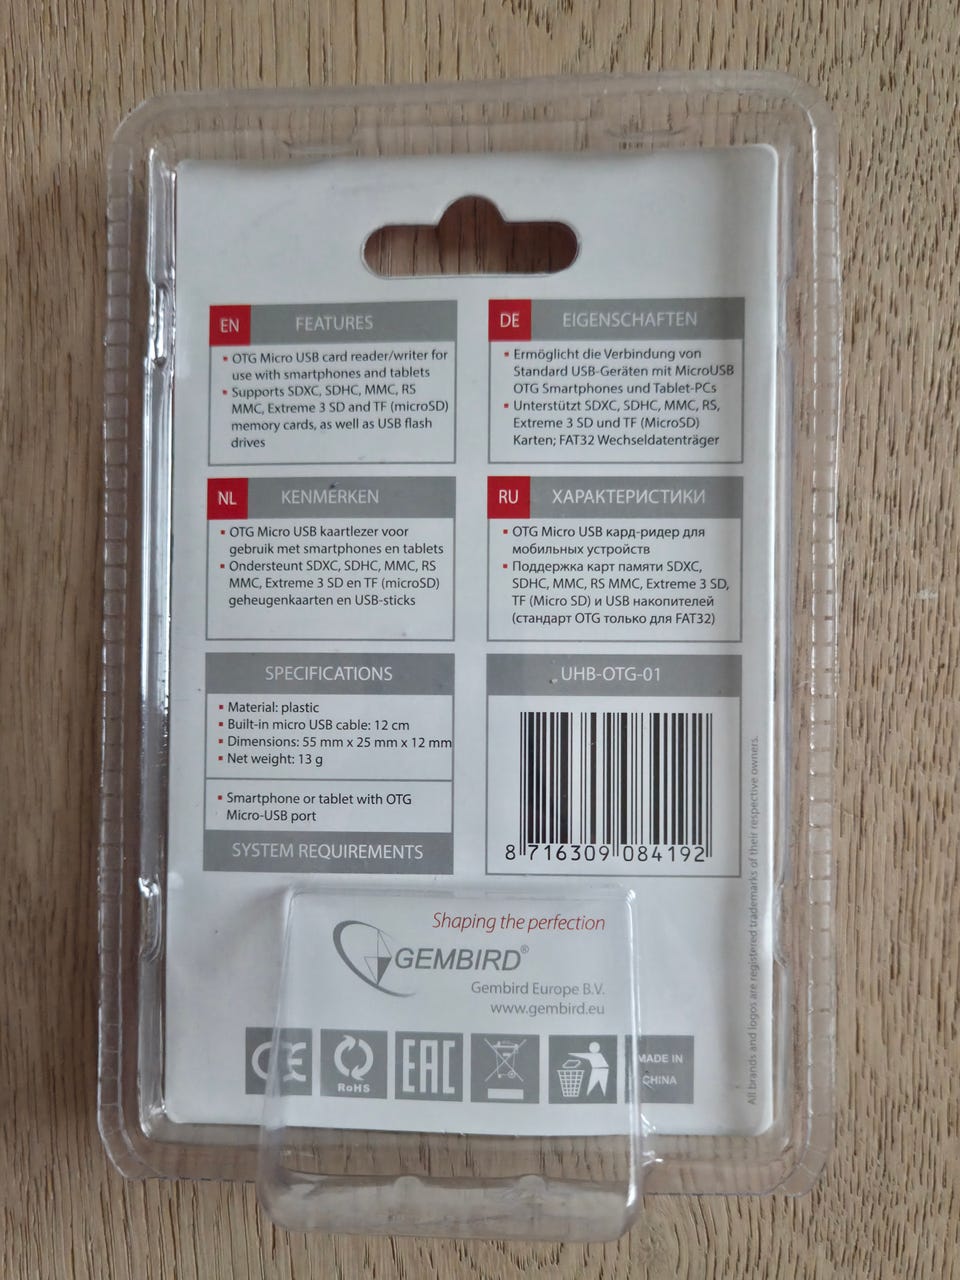 EN FEATURES
OTG Micro USB card reader/writer for
use with smartphones and tablets
Supports SDXC, SDHC, MMC, RS
MMC, Extreme 3 SD and TF (microSD)
memory cards, as well as USB flash
drives
DE EIGENSCHAFTEN
Ermöglicht die Verbindung von
Standard USB-Geräten mit MicroUSB
OTG Smartphones und Tablet-PCs
Unterstützt SDXC, SDHC, MMC, RS,
Extreme 3 SD und TF (MicroSD)
Karten; FAT32 Wechseldatenträger
NL KENMERKEN
OTG Micro USB kaartlezer voor
gebruik met smartphones en tablets
Ondersteunt SDXC, SDHC, MMC, RS
MMC, Extreme 3 SD en TF (microSD)
geheugenkaarten en USB-sticks
RU ХАРАКТЕРИСТИКИ
OTG Micro USB кард-ридер для
мобильных устройств
Поддержка карт памяти SDXC,
SDHC, MMC, RS MMC, Extreme 3 SD,
TF (Micro SD) и USB накопителей
(стандарт OTG только для FAT32)
SPECIFICATIONS
Material: plastic
Built-in micro USB cable: 12 cm
Dimensions: 55 mm x 25 mm x 12 mm
Net weight: 13 g
Smartphone or tablet with OTG
Micro-USB port
SYSTEM REQUIREMENTS
UHB-OTG-01
8 716309 084192
All brands and logos are registered trademarks of their respective owners.
Shaping the perfection
GEMBIRD®
Gembird Europe B.V.
www.gembird.eu
CE
RoHS
EAC
MADE IN
CHINA